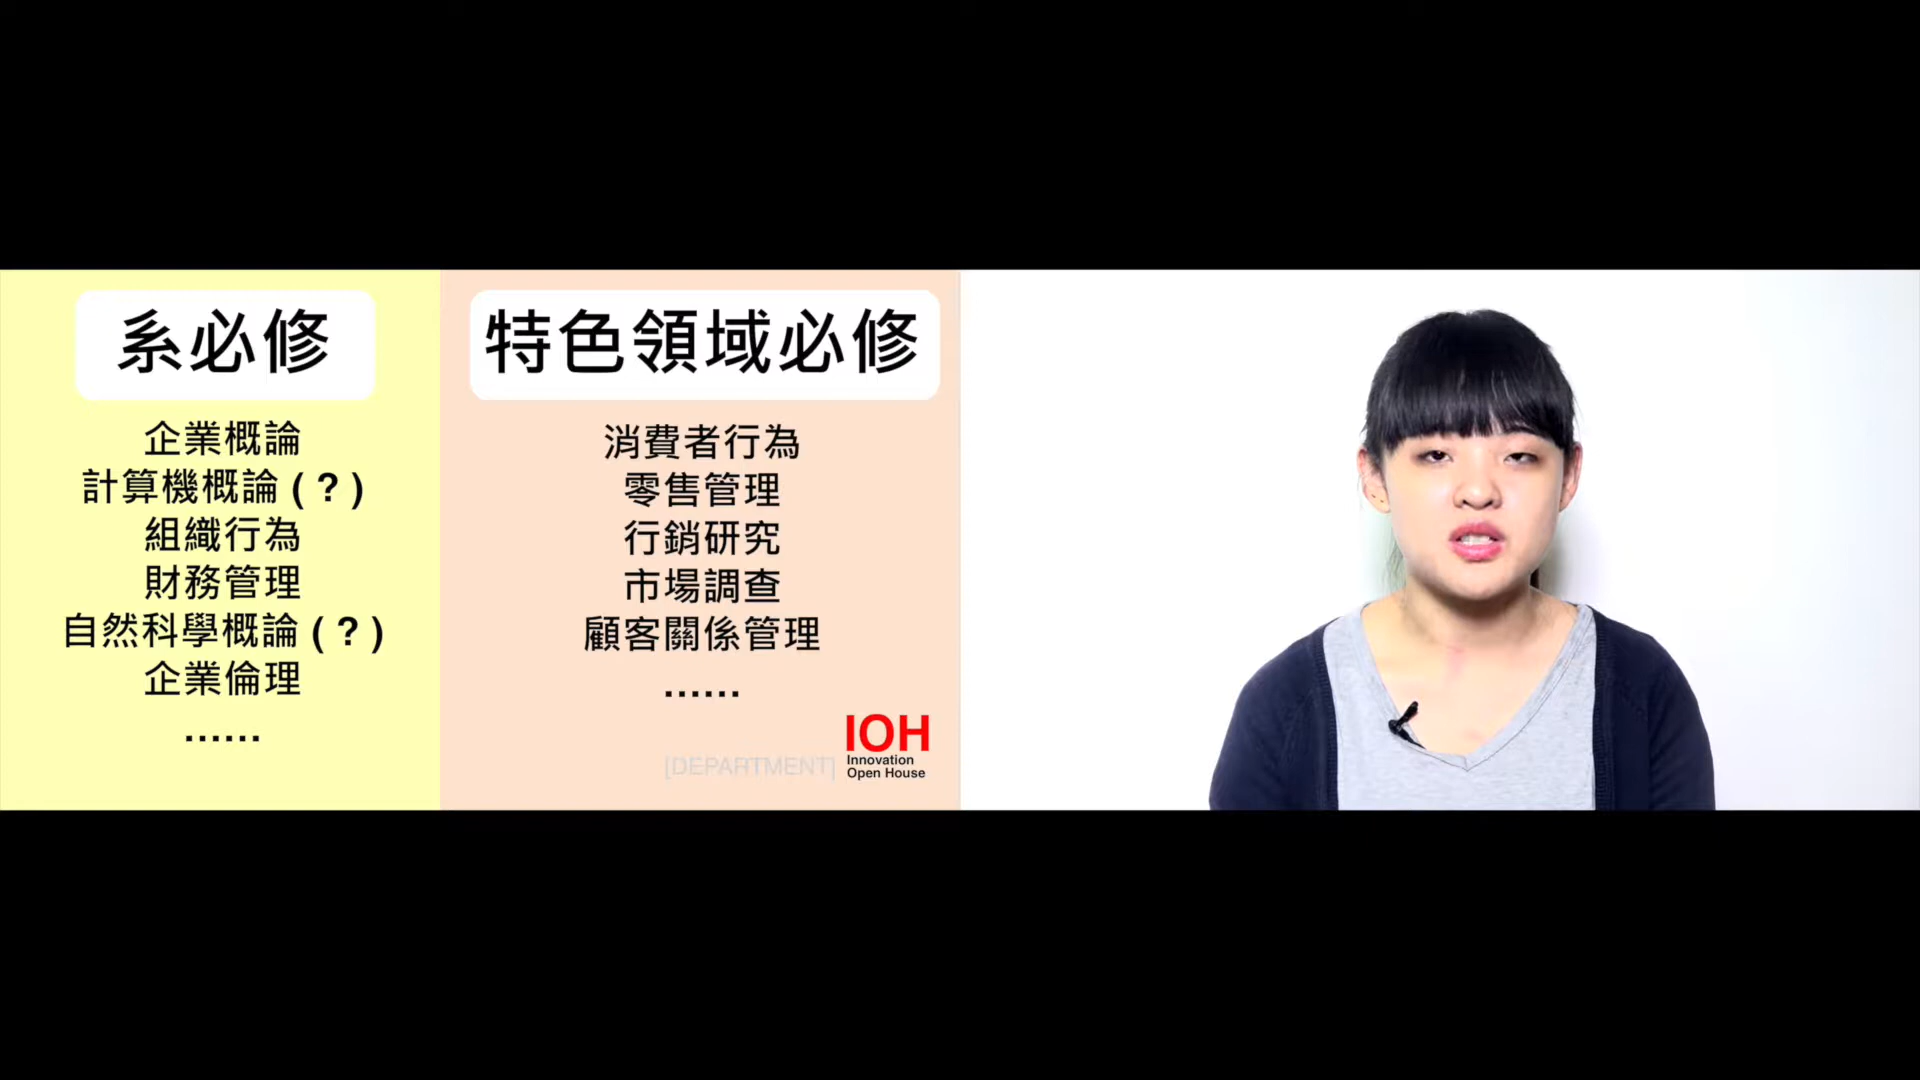 系必修
企業概論
計算機概論 ( ? )
組織行為
財務管理
自然科學概論 ( ? )
企業倫理
......
特色領域必修
消費者行為
零售管理
行銷研究
市場調查
顧客關係管理
......
[DEPARTMENT]
IOH
Innovation
Open House